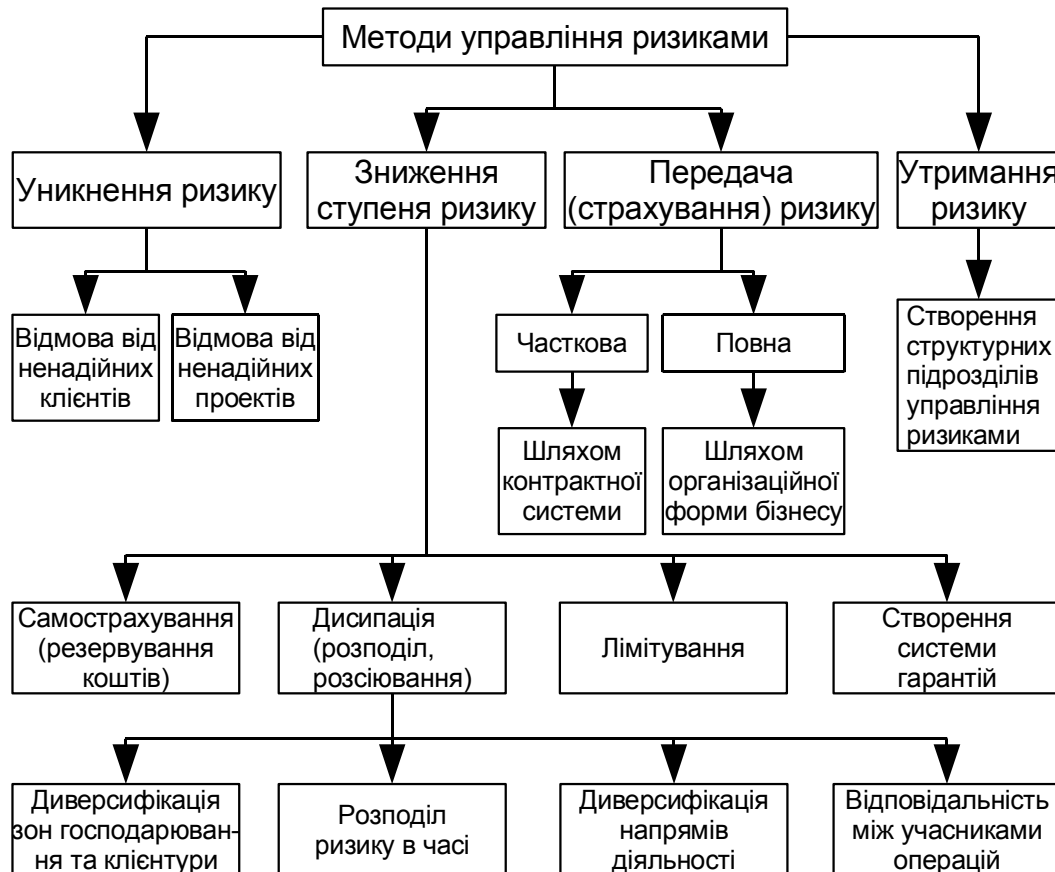 Методи управління ризиками
Уникнення ризику
Зниження
ступеня ризику
Передача
(страхування) ризику
Утримання
ризику
Відмова від
ненадійних
клієнтів
Відмова від
ненадійних
проектів
Часткова
Повна
Створення
структурних
підрозділів
управління
ризиками
Шляхом
контрактної
системи
Шляхом
організаційної
форми бізнесу
Самострахування
(резервування
коштів)
Дисипація
(розподіл,
розсіювання)
Лімітування
Створення
системи
гарантій
Диверсифікація
зон господарюван-
ня та клієнтури
Розподіл
ризику в часі
Диверсифікація
напрямів
діяльності
Відповідальність
між учасниками
операцій